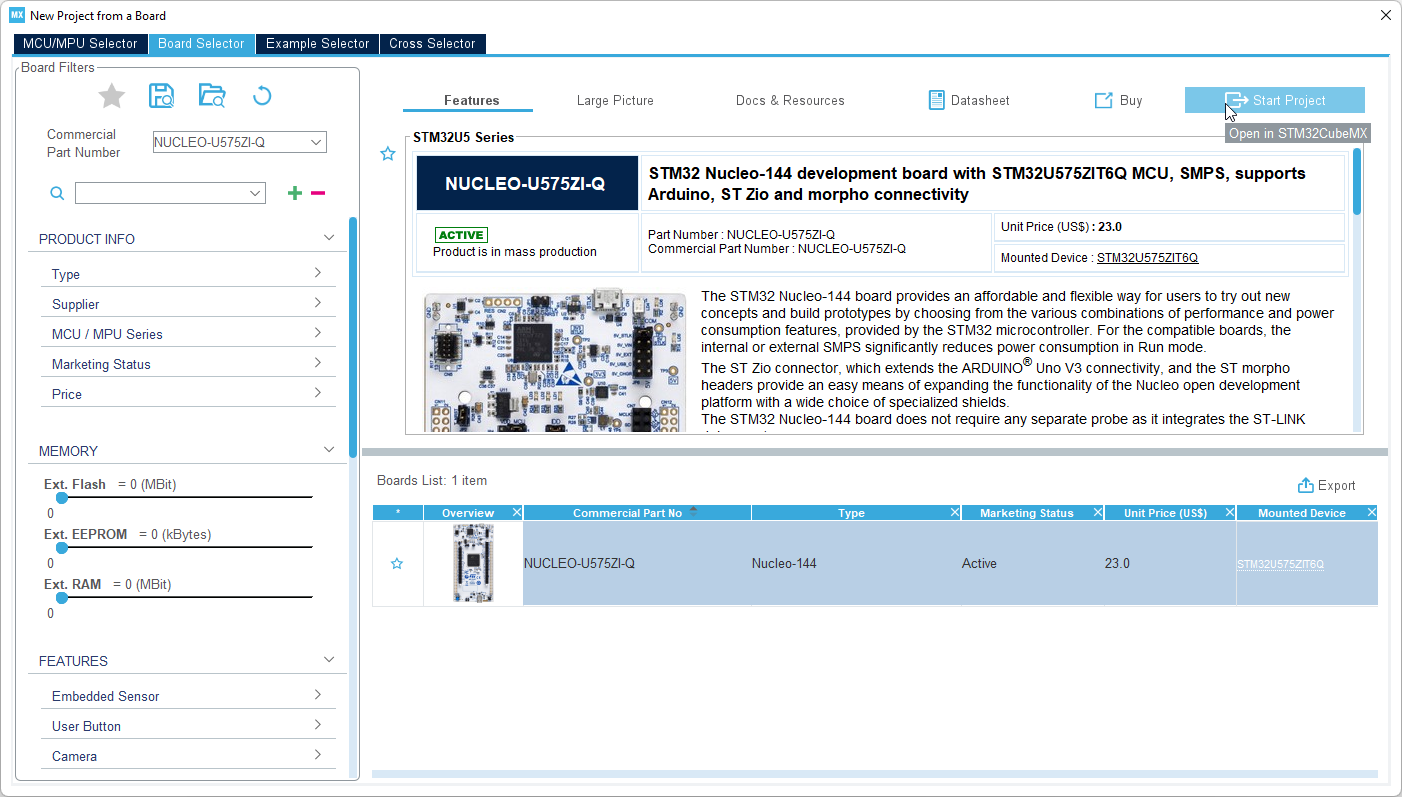 MX New Project from a Board
MCU/MPU Selector Board Selector Example Selector Cross Selector
Board Filters
Commercial
Part Number
NUCLEO-U575ZI-Q
PRODUCT INFO
Type
Supplier
MCU / MPU Series
Marketing Status
Price
MEMORY
Ext. Flash = 0 (MBit)
0
Ext. EEPROM = 0 (kBytes)
0
Ext. RAM = 0 (MBit)
0
FEATURES
Embedded Sensor
User Button
Camera
Features Large Picture Docs & Resources Datasheet Buy Start Project
Open in STM32CubeMX
STM32U5 Series
NUCLEO-U575ZI-Q
STM32 Nucleo-144 development board with STM32U575ZIT6Q MCU, SMPS, supports
Arduino, ST Zio and morpho connectivity
ACTIVE
Product is in mass production
Part Number : NUCLEO-U575ZI-Q
Commercial Part Number : NUCLEO-U575ZI-Q
Unit Price (US$) : 23.0
Mounted Device : STM32U575ZIT6Q
The STM32 Nucleo-144 board provides an affordable and flexible way for users to try out new
concepts and build prototypes by choosing from the various combinations of performance and power
consumption features, provided by the STM32 microcontroller. For the compatible boards, the
internal or external SMPS significantly reduces power consumption in Run mode.
The ST Zio connector, which extends the ARDUINO® Uno V3 connectivity, and the ST morpho
headers provide an easy means of expanding the functionality of the Nucleo open development
platform with a wide choice of specialized shields.
The STM32 Nucleo-144 board does not require any separate probe as it integrates the ST-LINK
Boards List: 1 item
Export
* Overview Commercial Part No Type Marketing Status Unit Price (US$) Mounted Device
NUCLEO-U575ZI-Q Nucleo-144 Active 23.0 STM32U575ZIT6Q